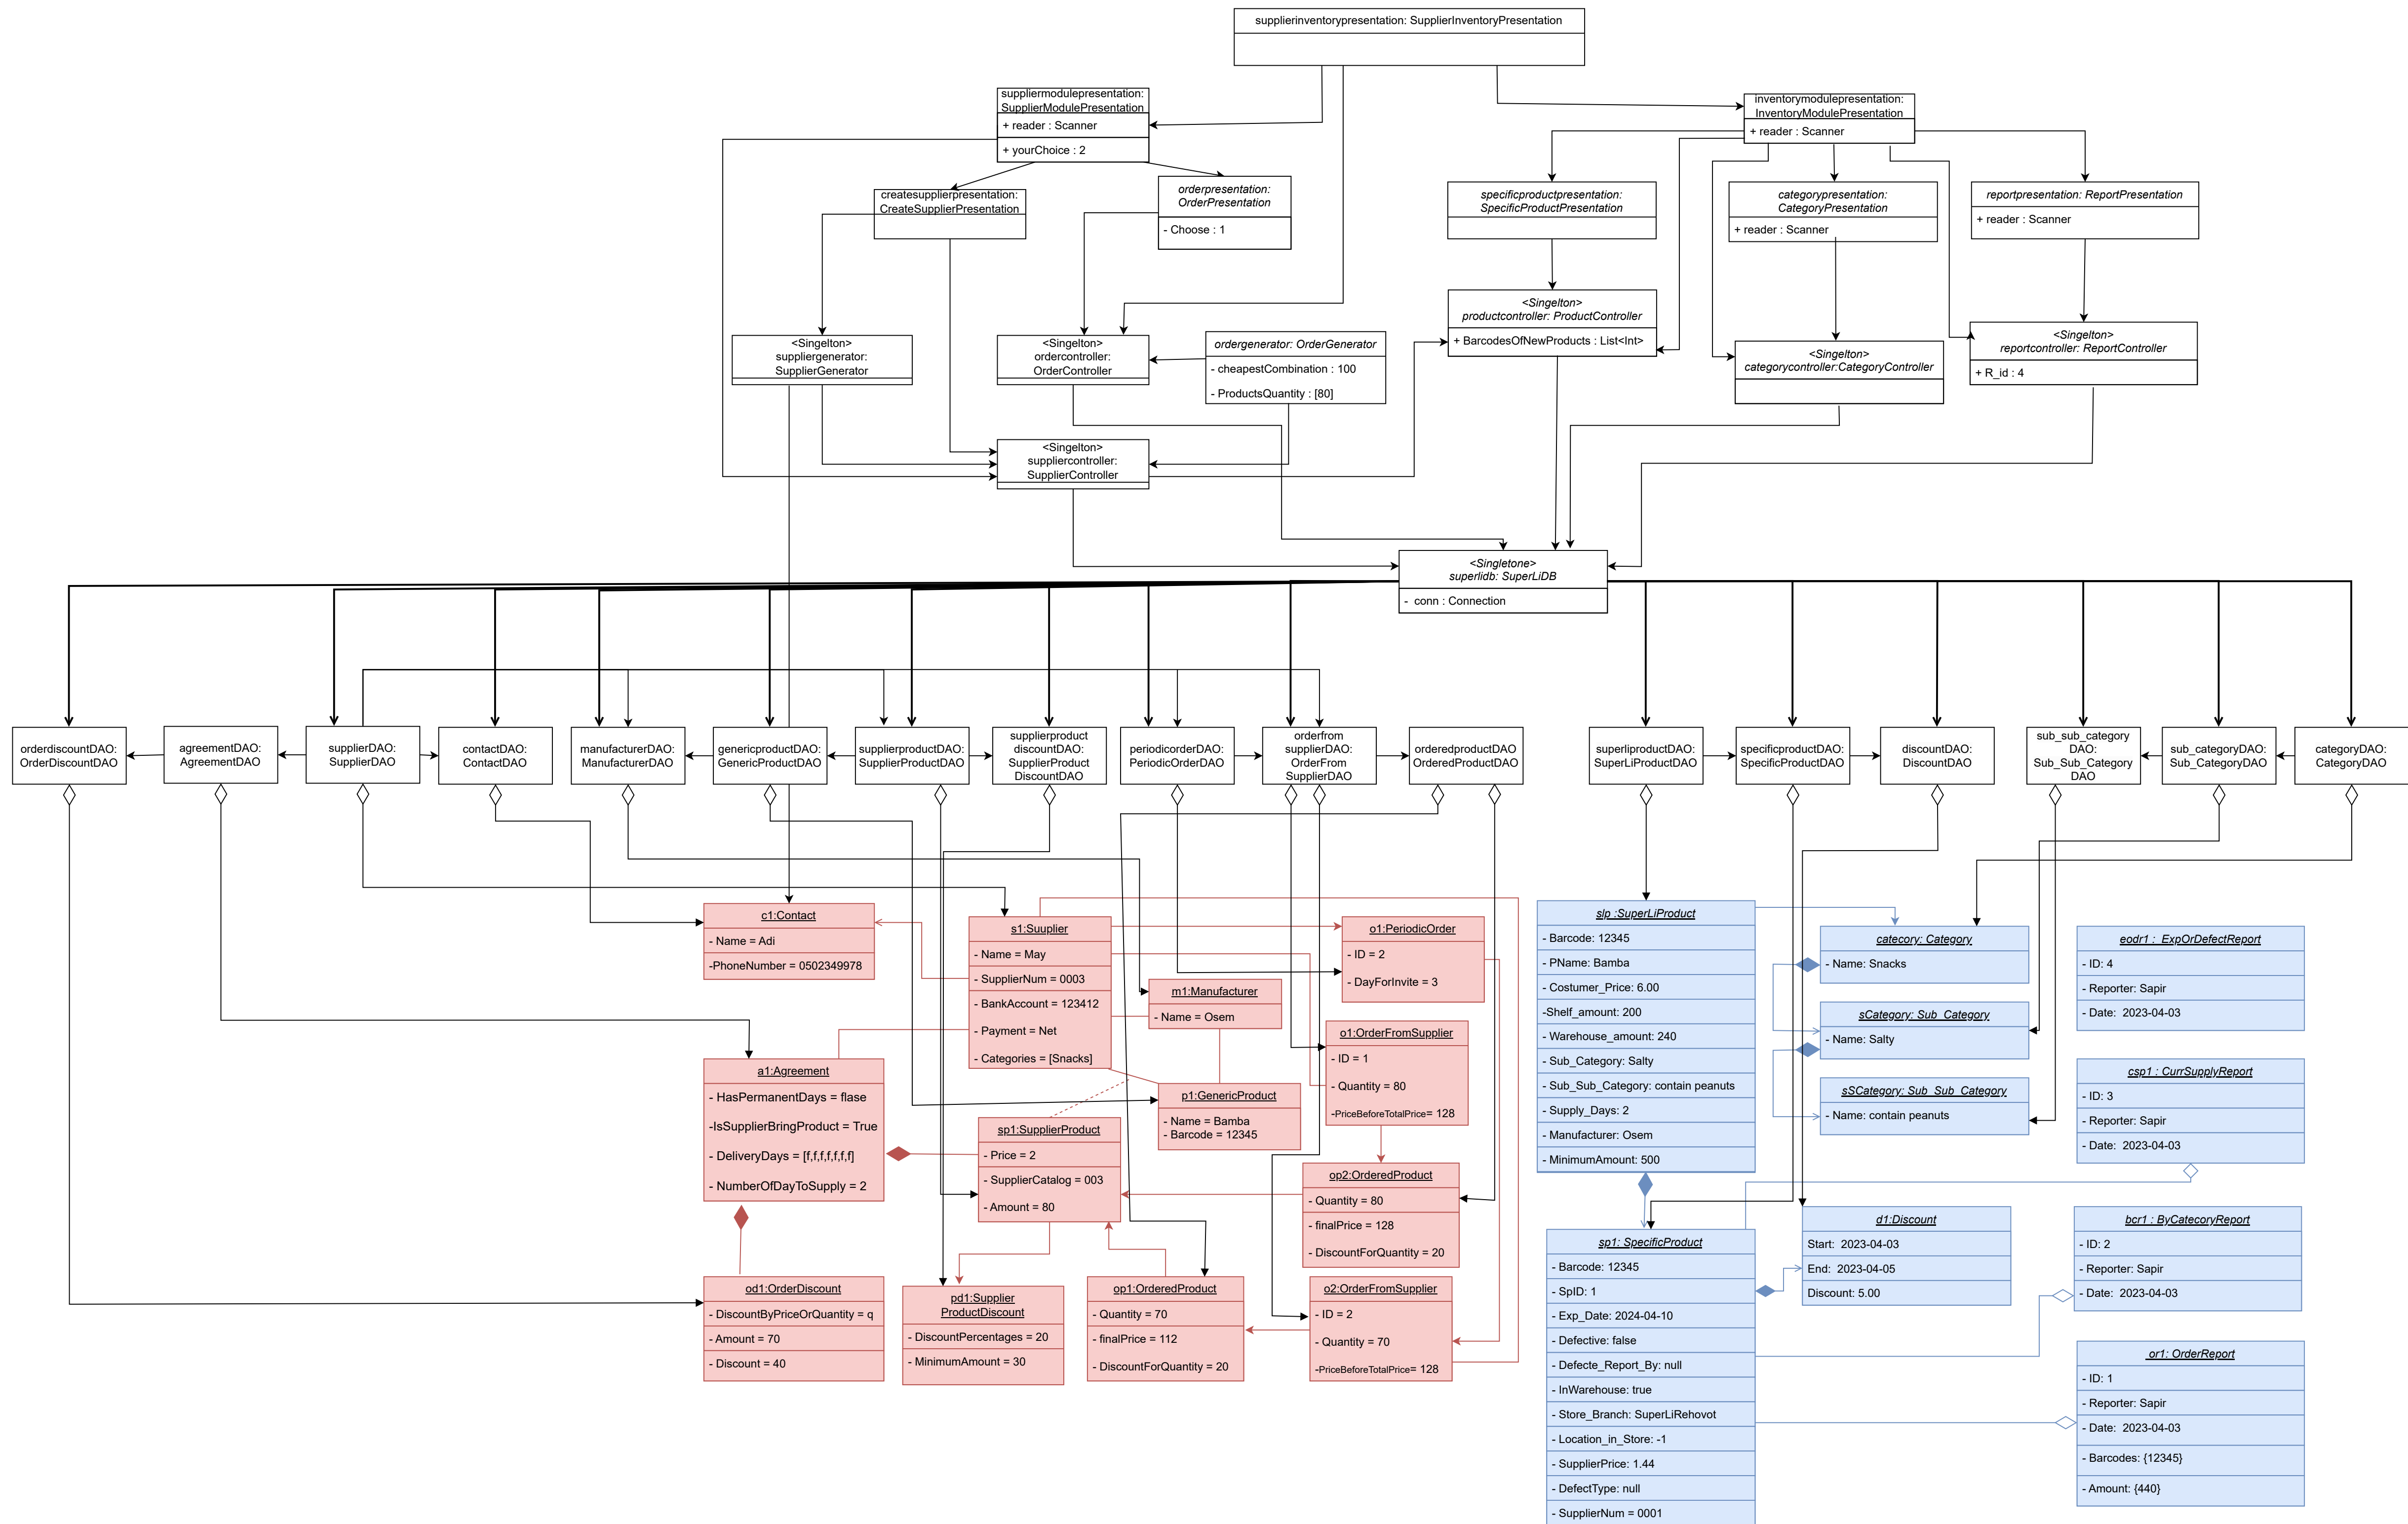 supplierinventorypresentation: SupplierInventoryPresentation
suppliermodulepresentation:
SupplierModulePresentation
+ reader : Scanner
+ yourChoice : 2
inventorymodulepresentation:
InventoryModulePresentation
+ reader : Scanner
createsupplierpresentation:
CreateSupplierPresentation
orderpresentation:
OrderPresentation
- Choose : 1
specificproductpresentation:
SpecificProductPresentation
categorypresentation:
CategoryPresentation
+ reader : Scanner
reportpresentation: ReportPresentation
+ reader : Scanner
<Singelton>
suppliergenerator:
SupplierGenerator
<Singelton>
ordercontroller:
OrderController
ordergenerator: OrderGenerator
- cheapestCombination : 100
- ProductsQuantity : [80]
<Singelton>
productcontroller: ProductController
+ BarcodesOfNewProducts : List<Int>
<Singelton>
categorycontroller:CategoryController
<Singelton>
reportcontroller: ReportController
+ R_id : 4
<Singelton>
suppliercontroller:
SupplierController
<Singletone>
superlidb: SuperLiDB
- conn : Connection
orderdiscountDAO:
OrderDiscountDAO
agreementDAO:
AgreementDAO
supplierDAO:
SupplierDAO
contactDAO:
ContactDAO
manufacturerDAO:
ManufacturerDAO
genericproductDAO:
GenericProductDAO
supplierproductDAO:
SupplierProductDAO
supplierproduct
discountDAO:
SupplierProduct
DiscountDAO
periodicorderDAO:
PeriodicOrderDAO
orderfrom
supplierDAO:
OrderFrom
SupplierDAO
orderedproductDAO
OrderedProductDAO
superliproductDAO:
SuperLiProductDAO
specificproductDAO:
SpecificProductDAO
discountDAO:
DiscountDAO
sub_sub_category
DAO:
Sub_Sub_Category
DAO
sub_categoryDAO:
Sub_CategoryDAO
categoryDAO:
CategoryDAO
c1:Contact
- Name = Adi
-PhoneNumber = 0502349978
s1:Suuplier
- Name = May
- SupplierNum = 0003
- BankAccount = 123412
- Payment = Net
- Categories = [Snacks]
o1:PeriodicOrder
- ID = 2
- DayForInvite = 3
m1:Manufacturer
- Name = Osem
o1:OrderFromSupplier
- ID = 1
- Quantity = 80
-PriceBeforeTotalPrice= 128
a1:Agreement
- HasPermanentDays = flase
-IsSupplierBringProduct = True
- DeliveryDays = [f,f,f,f,f,f,f]
- NumberOfDayToSupply = 2
p1:GenericProduct
- Name = Bamba
- Barcode = 12345
sp1:SupplierProduct
- Price = 2
- SupplierCatalog = 003
- Amount = 80
op2:OrderedProduct
- Quantity = 80
- finalPrice = 128
- DiscountForQuantity = 20
od1:OrderDiscount
- DiscountByPriceOrQuantity = q
- Amount = 70
- Discount = 40
pd1:Supplier
ProductDiscount
- DiscountPercentages = 20
- MinimumAmount = 30
op1:OrderedProduct
- Quantity = 70
- finalPrice = 112
- DiscountForQuantity = 20
o2:OrderFromSupplier
- ID = 2
- Quantity = 70
-PriceBeforeTotalPrice= 128
slp :SuperLiProduct
- Barcode: 12345
- PName: Bamba
- Costumer_Price: 6.00
-Shelf_amount: 200
- Warehouse_amount: 240
- Sub_Category: Salty
- Sub_Sub_Category: contain peanuts
- Supply_Days: 2
- Manufacturer: Osem
- MinimumAmount: 500
catecory: Category
- Name: Snacks
sCategory: Sub_Category
- Name: Salty
sSCategory: Sub_Sub_Category
- Name: contain peanuts
eodr1 : ExpOrDefectReport
- ID: 4
- Reporter: Sapir
- Date: 2023-04-03
csp1 : CurrSupplyReport
- ID: 3
- Reporter: Sapir
- Date: 2023-04-03
sp1: SpecificProduct
- Barcode: 12345
- SpID: 1
- Exp_Date: 2024-04-10
- Defective: false
- Defecte_Report_By: null
- InWarehouse: true
- Store_Branch: SuperLiRehovot
- Location_in_Store: -1
- SupplierPrice: 1.44
- DefectType: null
- SupplierNum = 0001
d1:Discount
Start: 2023-04-03
End: 2023-04-05
Discount: 5.00
bcr1 : ByCatecoryReport
- ID: 2
- Reporter: Sapir
- Date: 2023-04-03
or1: OrderReport
- ID: 1
- Reporter: Sapir
- Date: 2023-04-03
- Barcodes: {12345}
- Amount: {440}